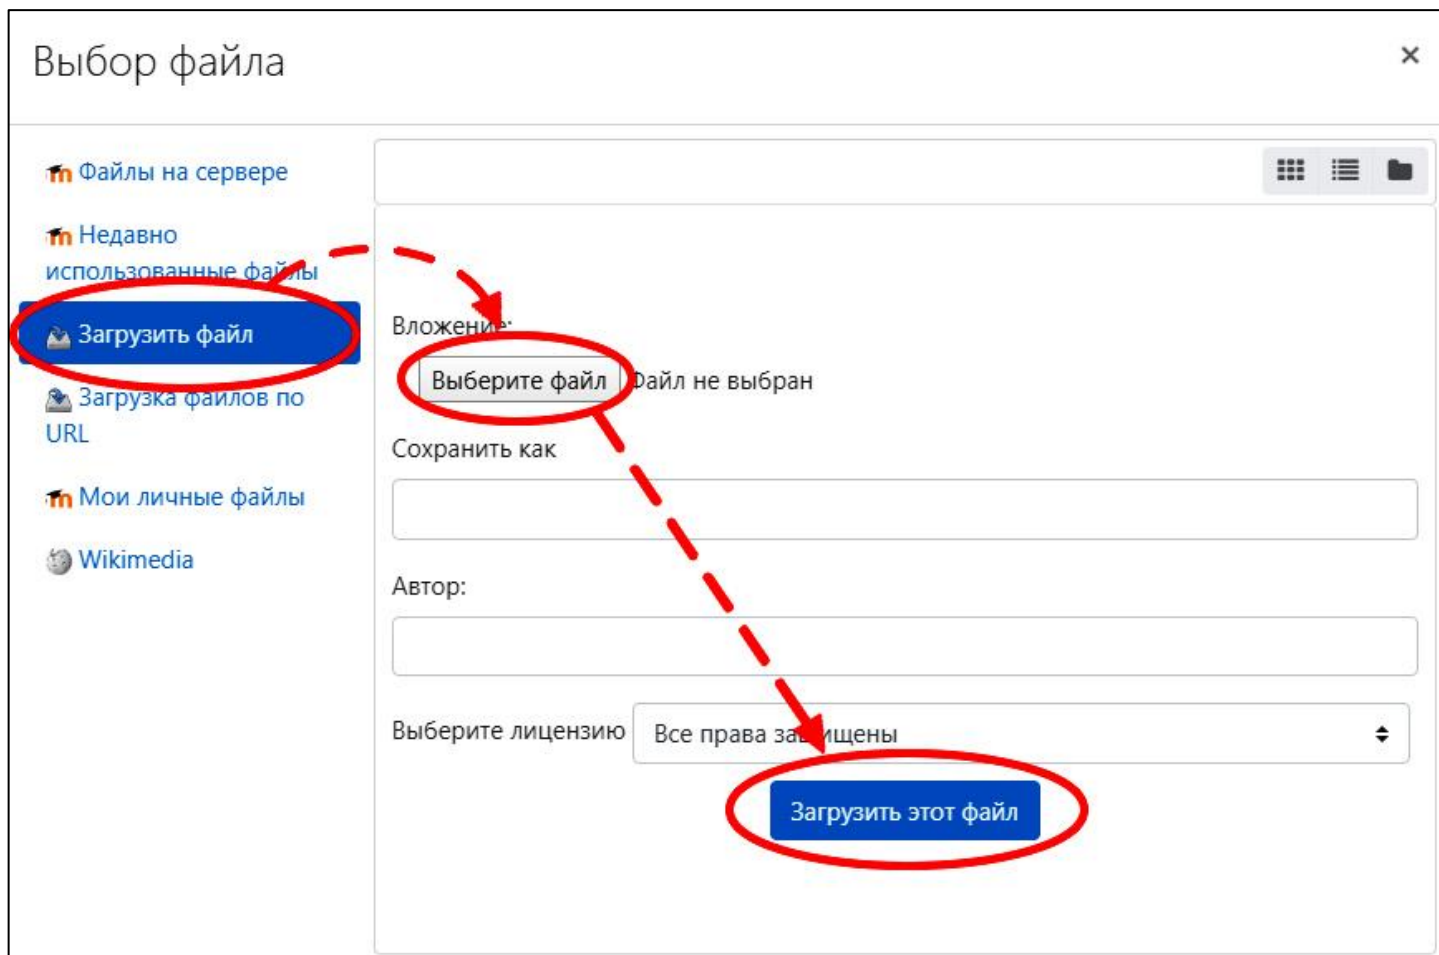 Выбор файла
×
Файлы на сервере
Недавно
использованные файлы
Загрузить файл
Загрузка файлов по
URL
Мои личные файлы
Wikimedia
Вложение:
Выберите файл Файл не выбран
Сохранить как
Автор:
Выберите лицензию Все права защищены
Загрузить этот файл